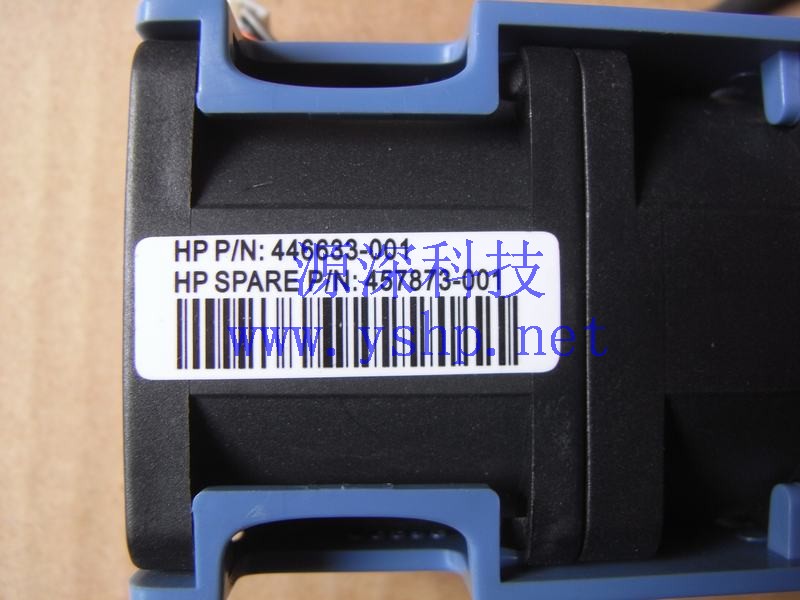 HP P/N: 446633-001
源深科技
HP SPARE P/N: 457873-001
www.yshp.net